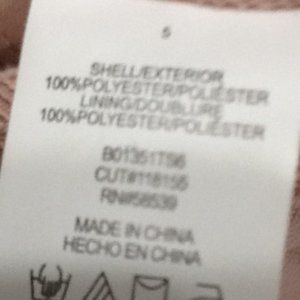 S
SHELL/EXTERIOR
100%POLYESTER/POLIÉSTER
LINING/DOUBLURE
100%POLYESTER/POLIÉSTER
B01351TS6
CUT#118155
RN#58539
MADE IN CHINA
HECHO EN CHINA